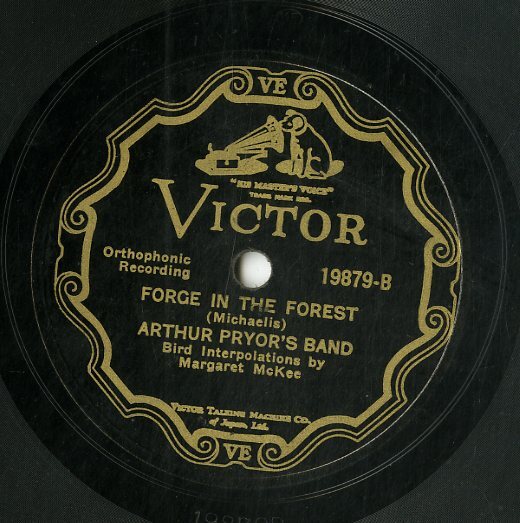 VE
"HIS MASTER'S VOICE"
TRADE MARK REG.
VICTOR
Orthophonic
Recording
19879-B
FORGE IN THE FOREST
(Michaelis)
ARTHUR PRYOR'S BAND
Bird Interpolations by
Margaret McKee
VICTOR TALKING MACHINE CO.
of Japan, Ltd.
VE